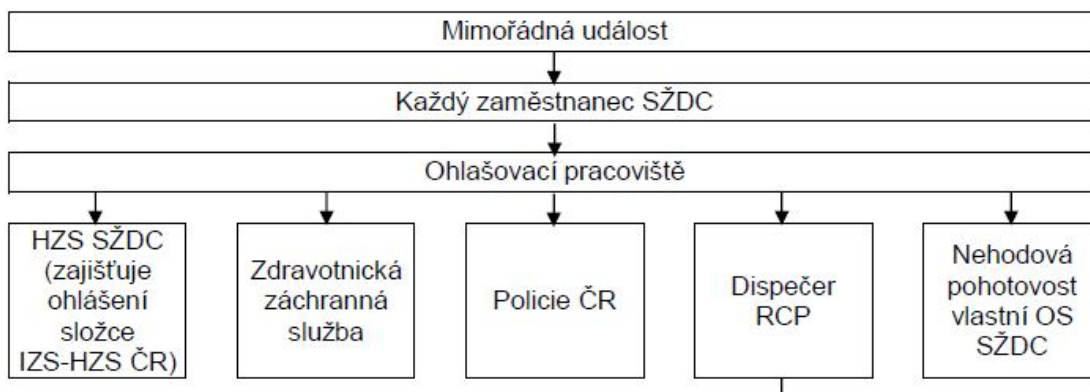 Mimořádná událost
Každý zaměstnanec SŽDC
Ohlašovací pracoviště
HZS SŽDC
(zajišťuje
ohlášení
složce
IZS-HZS ČR)
Zdravotnická
záchranná
služba
Policie ČR
Dispečer
RCP
Nehodová
pohotovost
vlastní OS
SŽDC